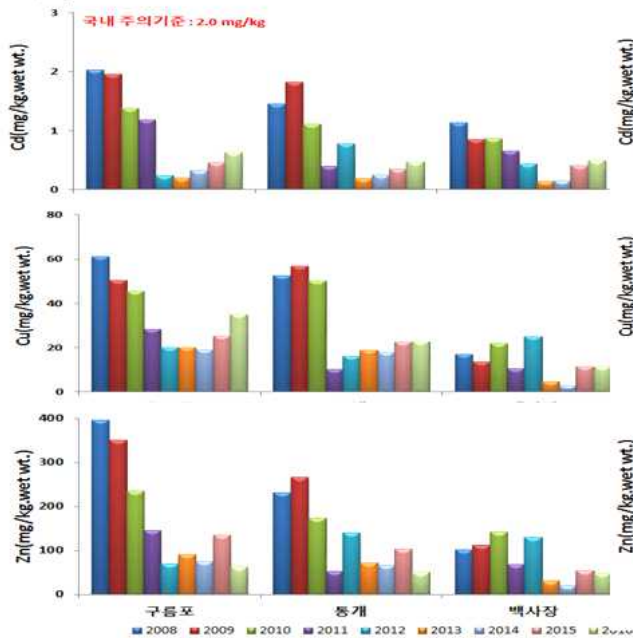 국내 주의기준 : 2.0 mg/kg
Cd(mg/kg.wet wt.)
3
2
1
0
Cd(mg/kg.wet wt.)
Cu(mg/kg.wet wt.)
80
60
40
20
0
Cu(mg/kg.wet wt.)
Zn(mg/kg.wet wt.)
400
300
200
100
0
Zn(mg/kg.wet wt.)
구름포 통개 백사장
2008 2009 2010 2011 2012 2013 2014 2015